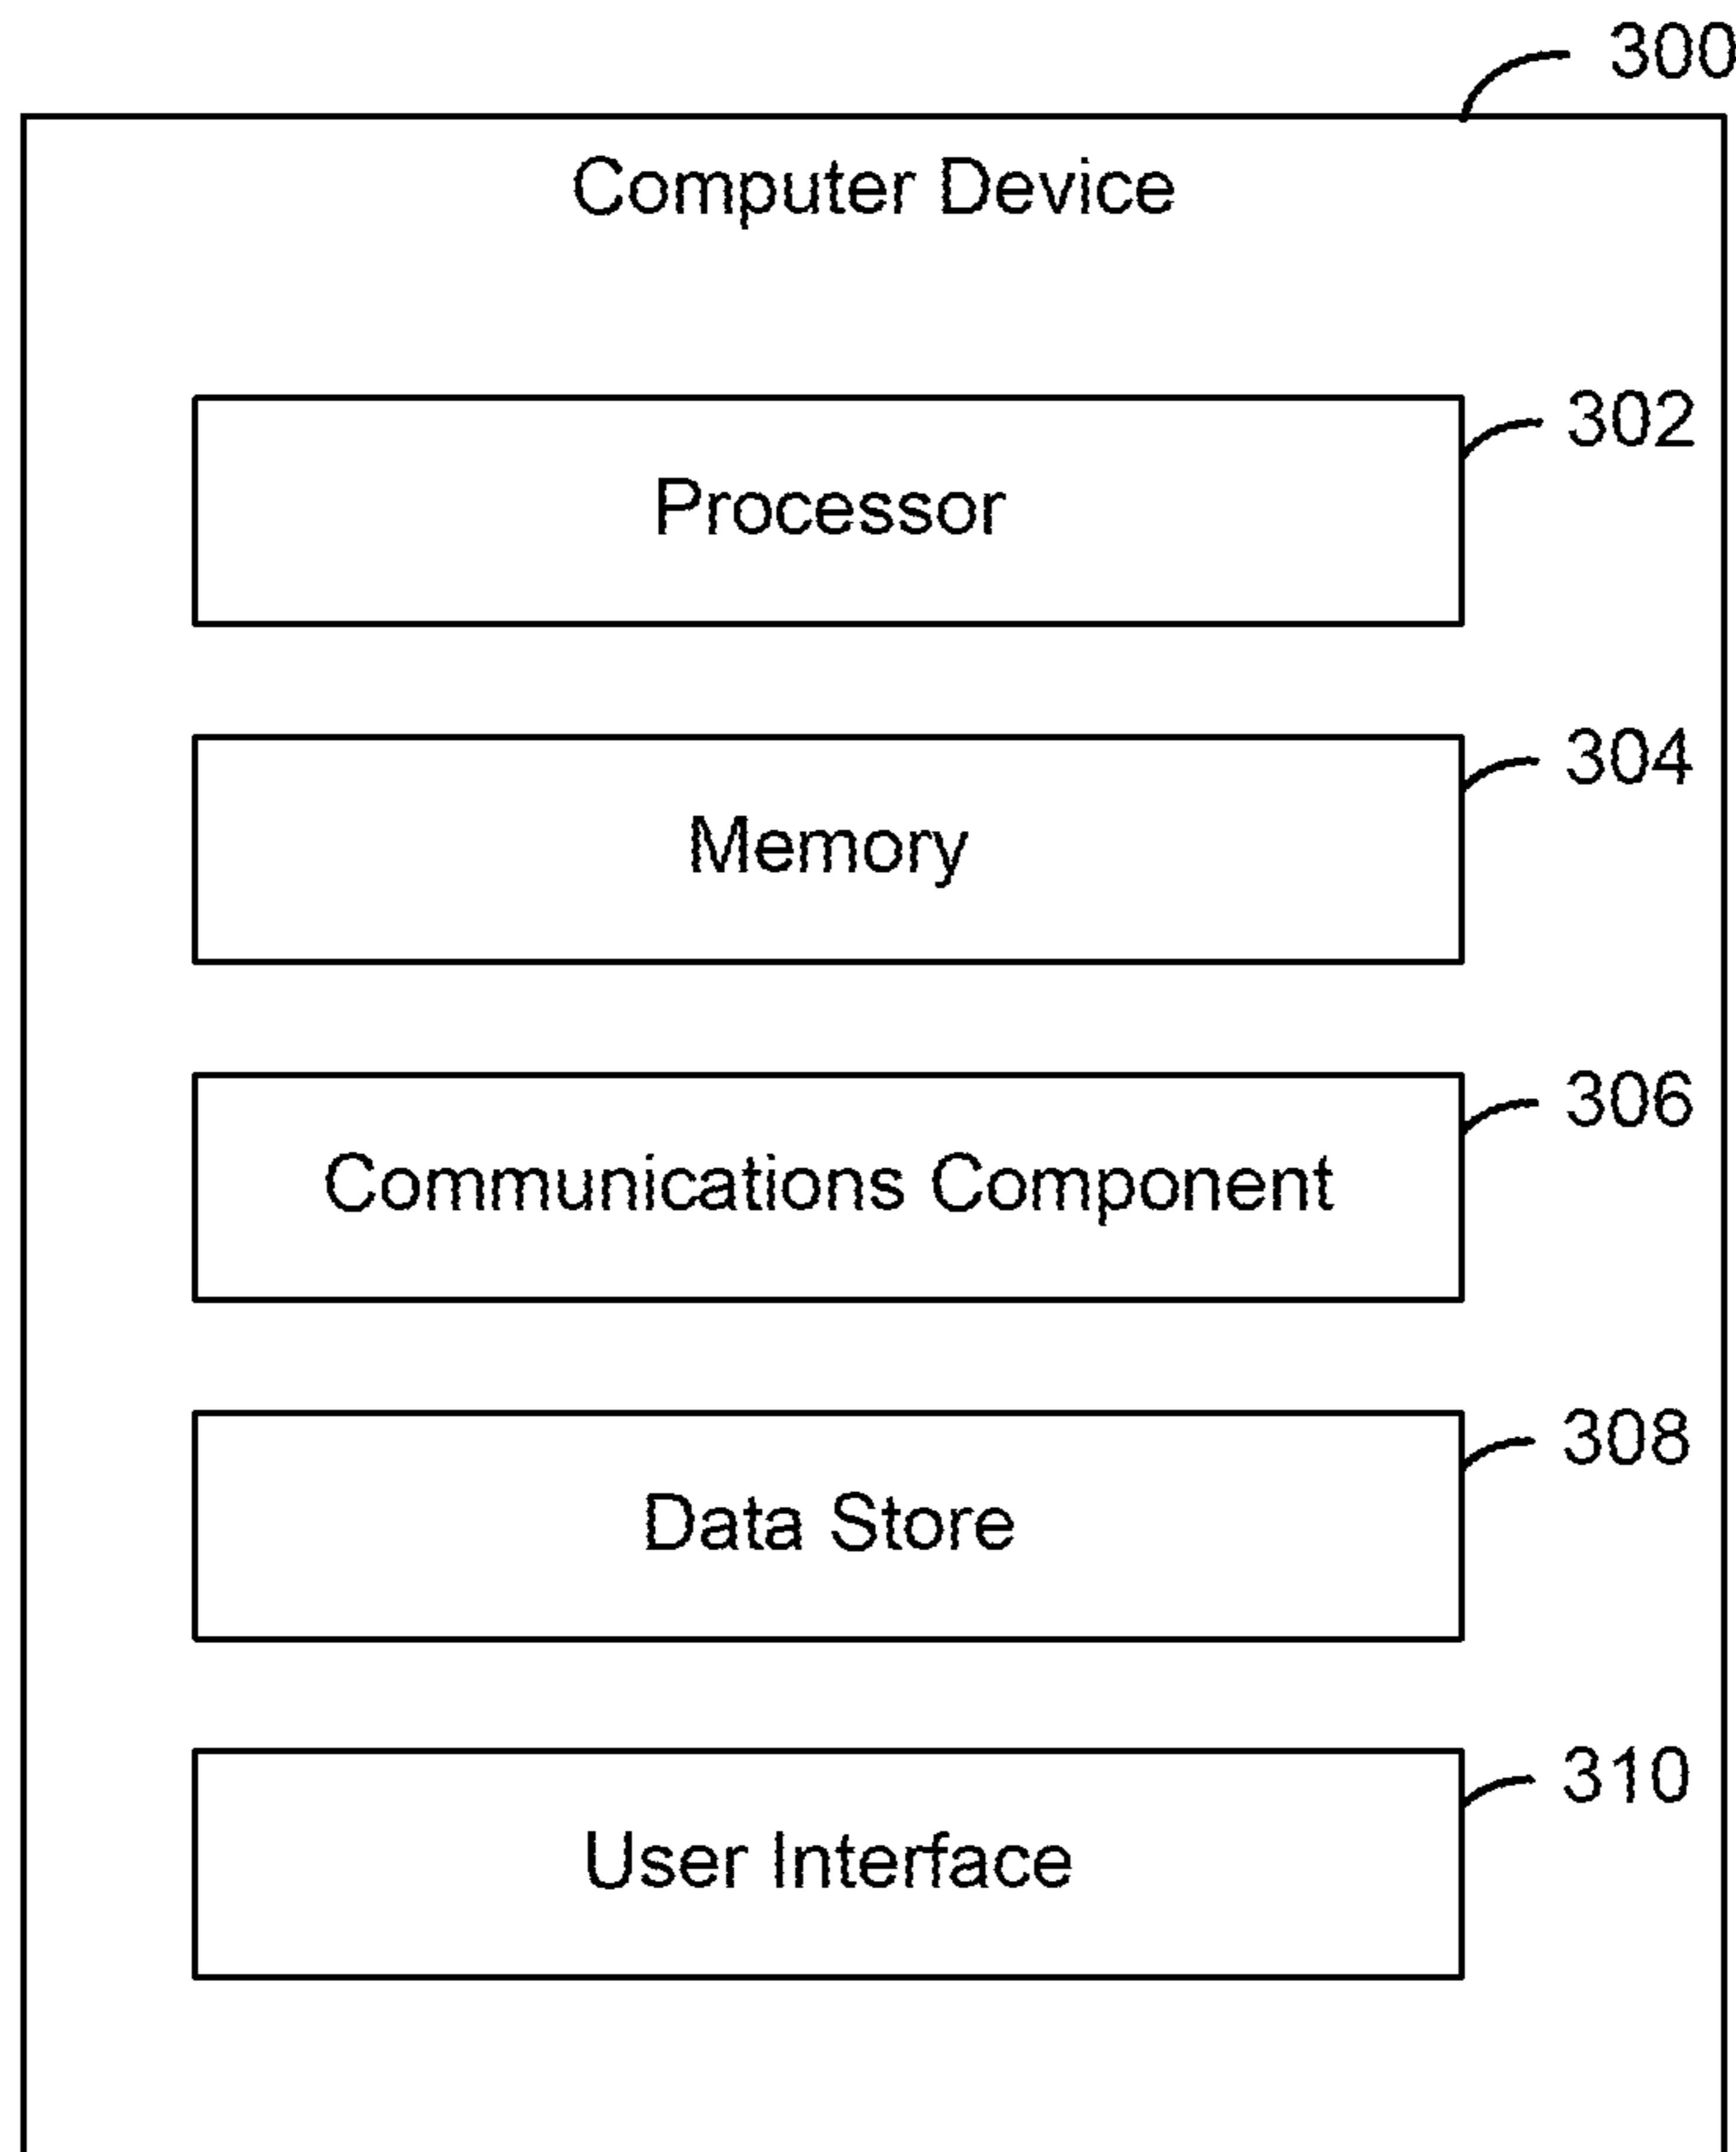 300
Computer Device
302
Processor
304
Memory
306
Communications Component
308
Data Store
310
User Interface